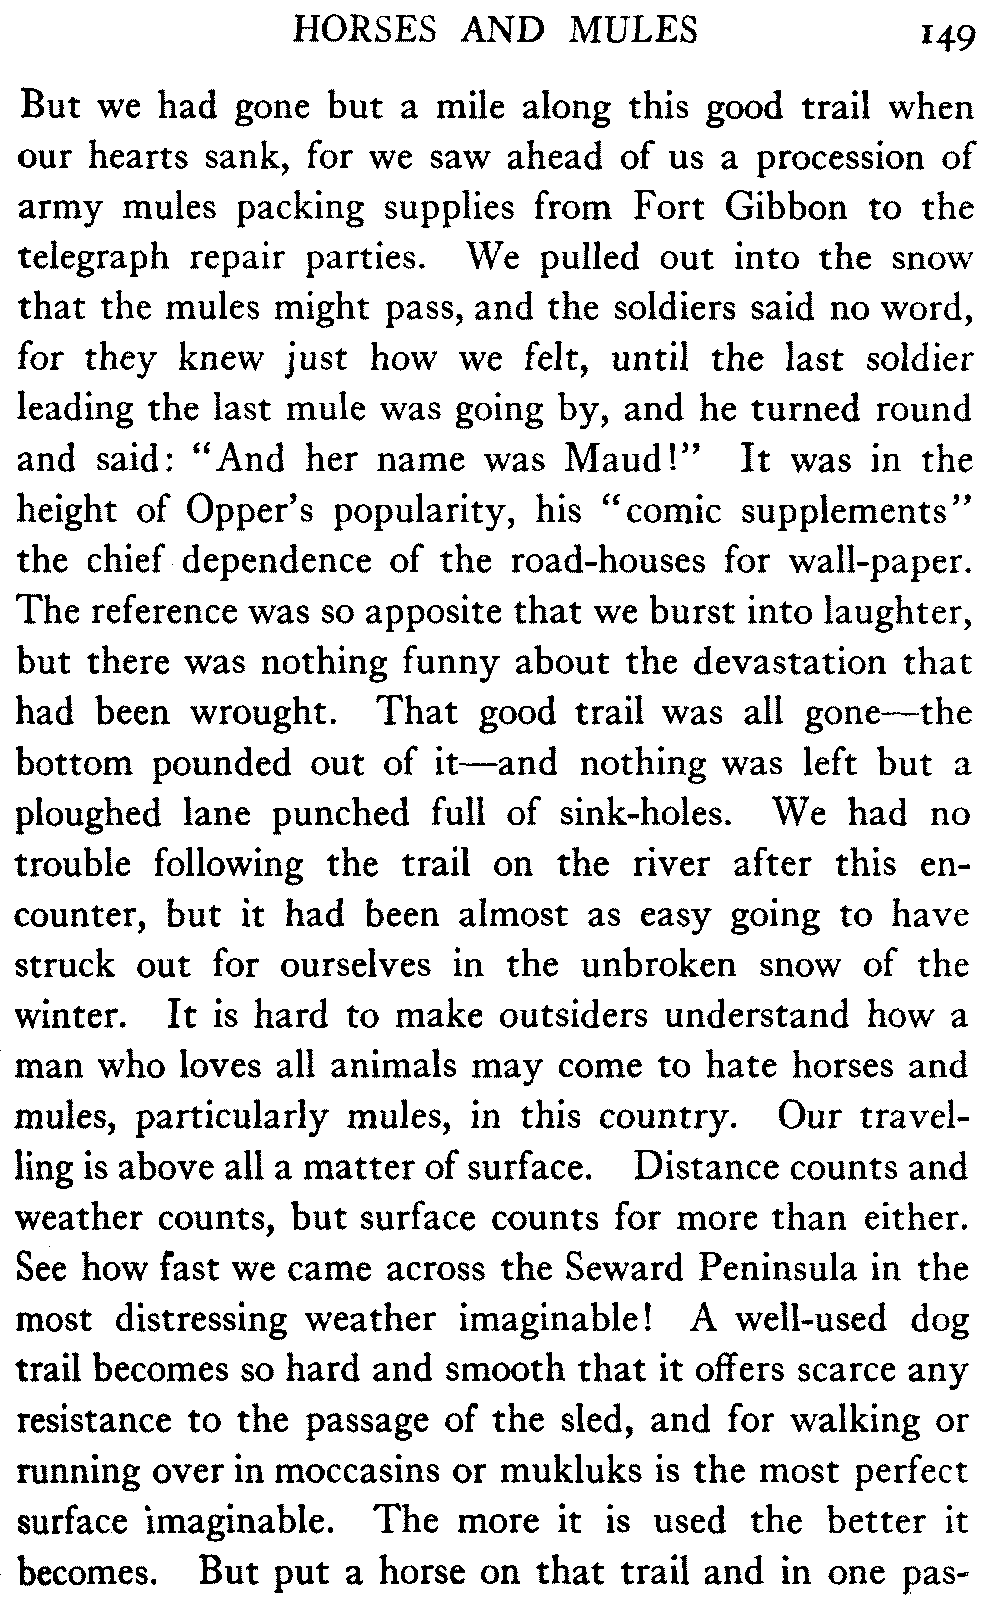 HORSES AND MULES 149
But we had gone but a mile along this good trail when
our hearts sank, for we saw ahead of us a procession of
army mules packing supplies from Fort Gibbon to the
telegraph repair parties. We pulled out into the snow
that the mules might pass, and the soldiers said no word,
for they knew just how we felt, until the last soldier
leading the last mule was going by, and he turned round
and said: "And her name was Maud!" It was in the
height of Opper's popularity, his "comic supplements"
the chief dependence of the road-houses for wall-paper.
The reference was so apposite that we burst into laughter,
but there was nothing funny about the devastation that
had been wrought. That good trail was all gone—the
bottom pounded out of it—and nothing was left but a
ploughed lane punched full of sink-holes. We had no
trouble following the trail on the river after this en-
counter, but it had been almost as easy going to have
struck out for ourselves in the unbroken snow of the
winter. It is hard to make outsiders understand how a
man who loves all animals may come to hate horses and
mules, particularly mules, in this country. Our travel-
ling is above all a matter of surface. Distance counts and
weather counts, but surface counts for more than either.
See how fast we came across the Seward Peninsula in the
most distressing weather imaginable! A well-used dog
trail becomes so hard and smooth that it offers scarce any
resistance to the passage of the sled, and for walking or
running over in moccasins or mukluks is the most perfect
surface imaginable. The more it is used the better it
becomes. But put a horse on that trail and in one pas-